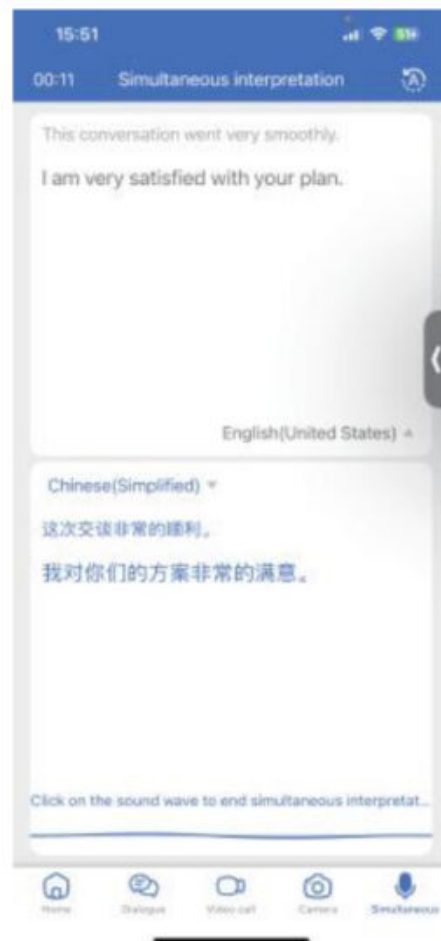 15:51
51+
00:11 Simultaneous interpretation
This conversation went very smoothly.
I am very satisfied with your plan.
English(United States)
Chinese(Simplified)
这次交谈非常的顺利。
我对你们的方案非常的满意。
Click on the sound wave to end simultaneous interpretat...
Home Dialogue Video call Camera Simultaneous